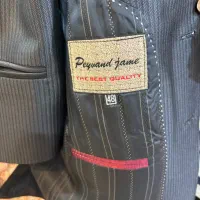 Peyvand jame
THE BEST QUALITY
48